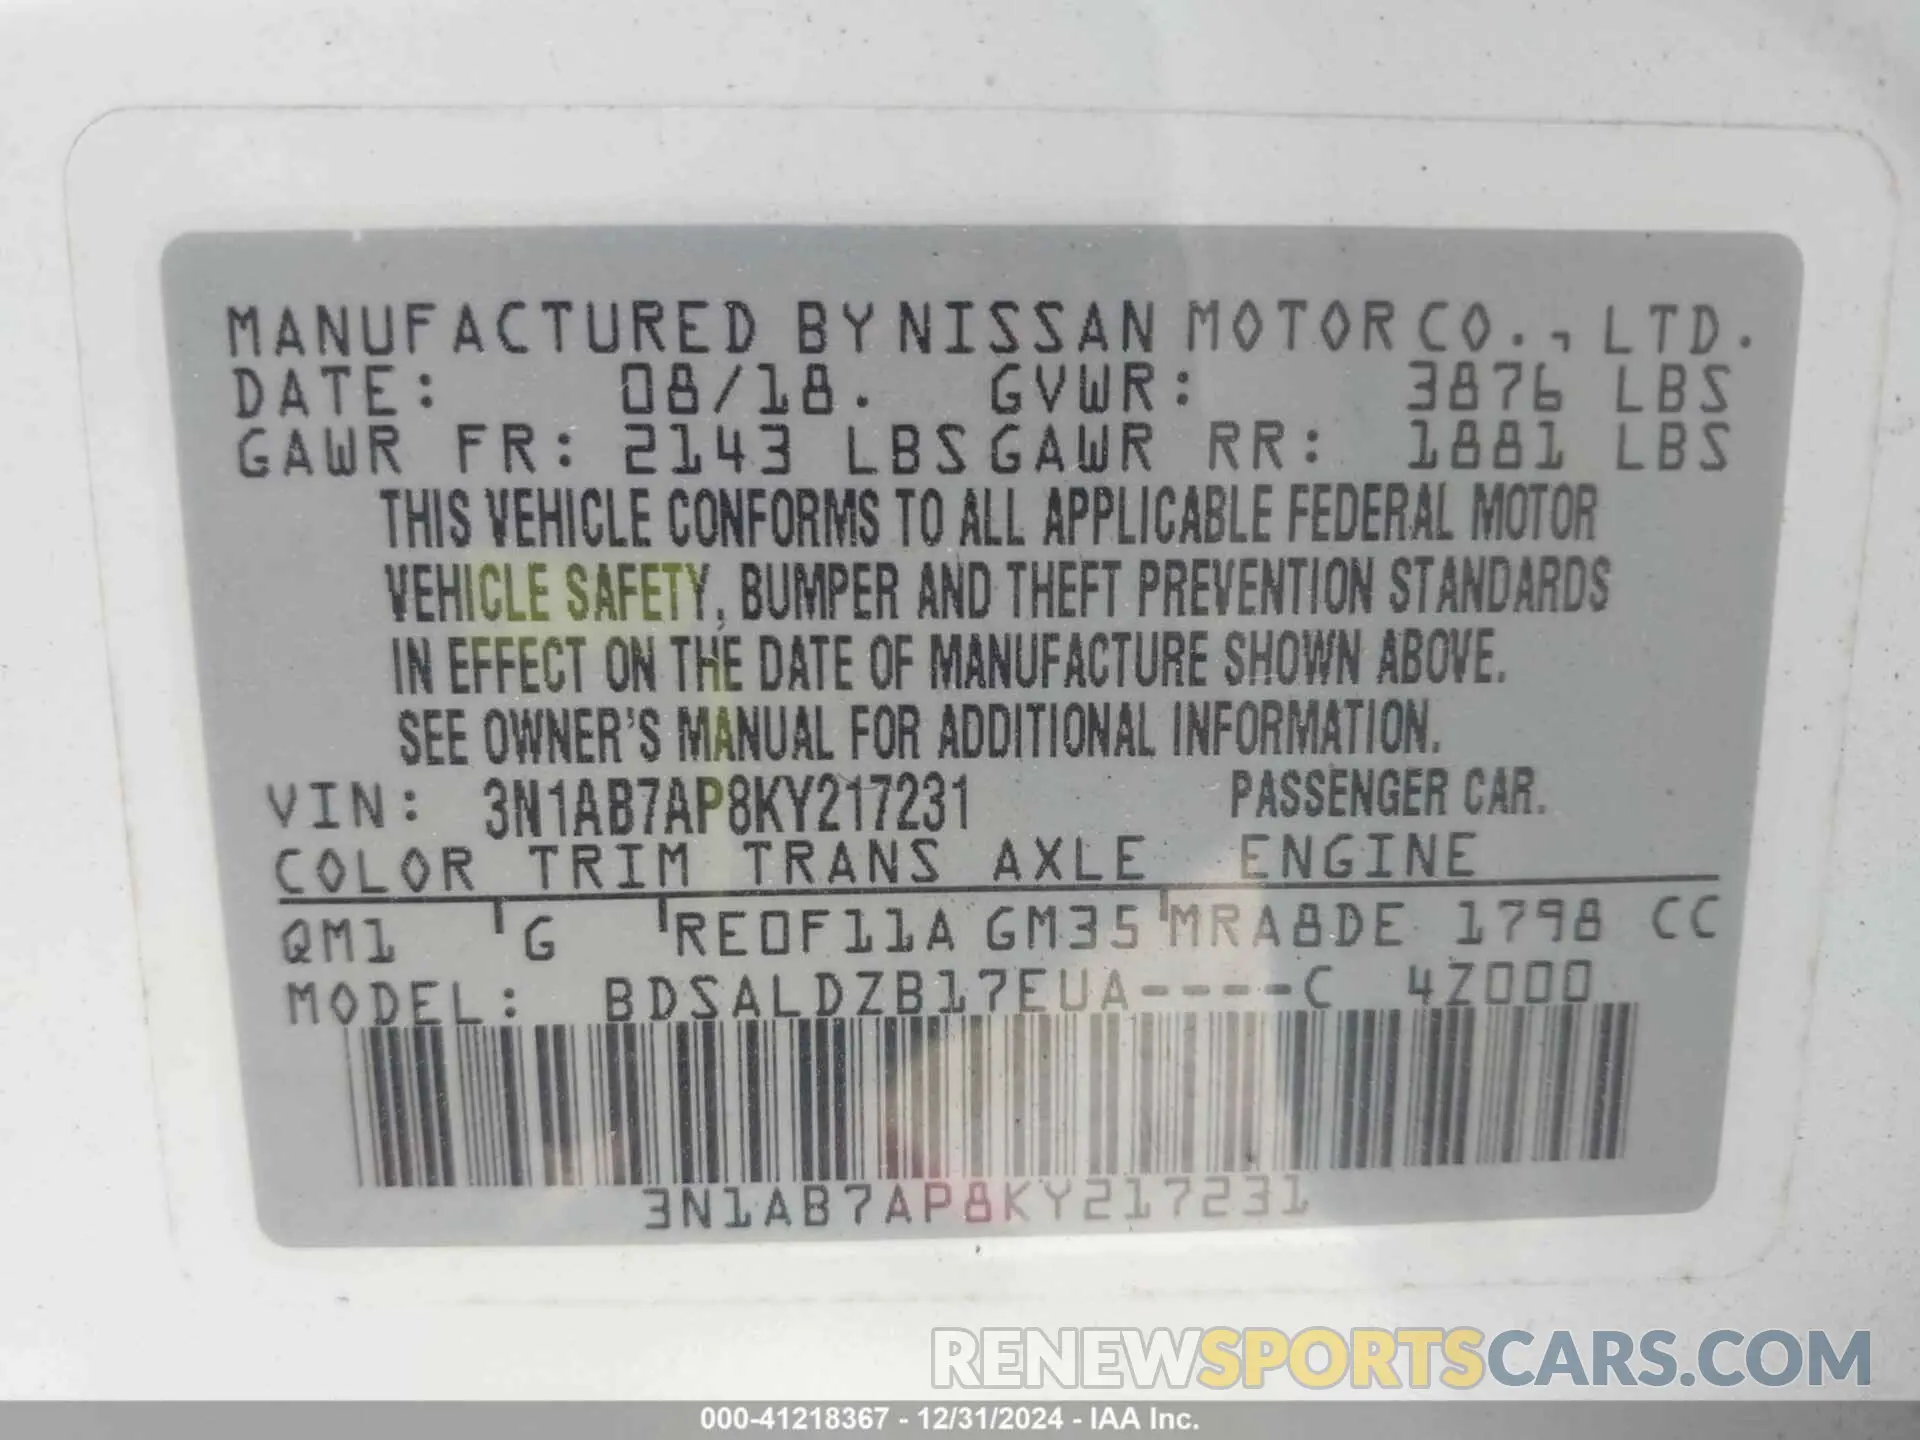 MANUFACTURED BY NISSAN MOTOR CO., LTD.
DATE: 08/18. GVWR: 3876 LBS
GAWR FR: 2143 LBS GAWR RR: 1881 LBS
THIS VEHICLE CONFORMS TO ALL APPLICABLE FEDERAL MOTOR
VEHICLE SAFETY, BUMPER AND THEFT PREVENTION STANDARDS
IN EFFECT ON THE DATE OF MANUFACTURE SHOWN ABOVE.
SEE OWNER'S MANUAL FOR ADDITIONAL INFORMATION.
VIN: 3N1AB7AP8KY217231 PASSENGER CAR.
COLOR TRIM TRANS AXLE ENGINE
QM1 G RE0F11A GM35 MRA8DE 1798 CC
MODEL: BDSALDZB17EUA----C 4Z000
3N1AB7AP8KY217231
RENEWSPORTSCARS.COM
000-41218367 - 12/31/2024 - IAA Inc.